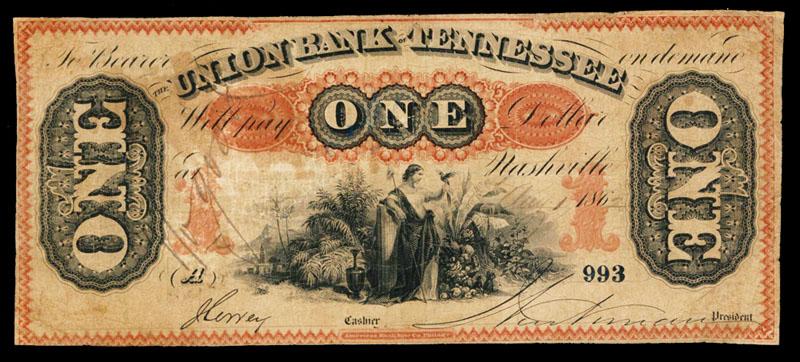 To Bearer on demand
THE UNION BANK OF TENNESSEE
ONE
Will pay ONE Dollar
ONE
at Nashville
1 186 1
(A)
993
Cashier President